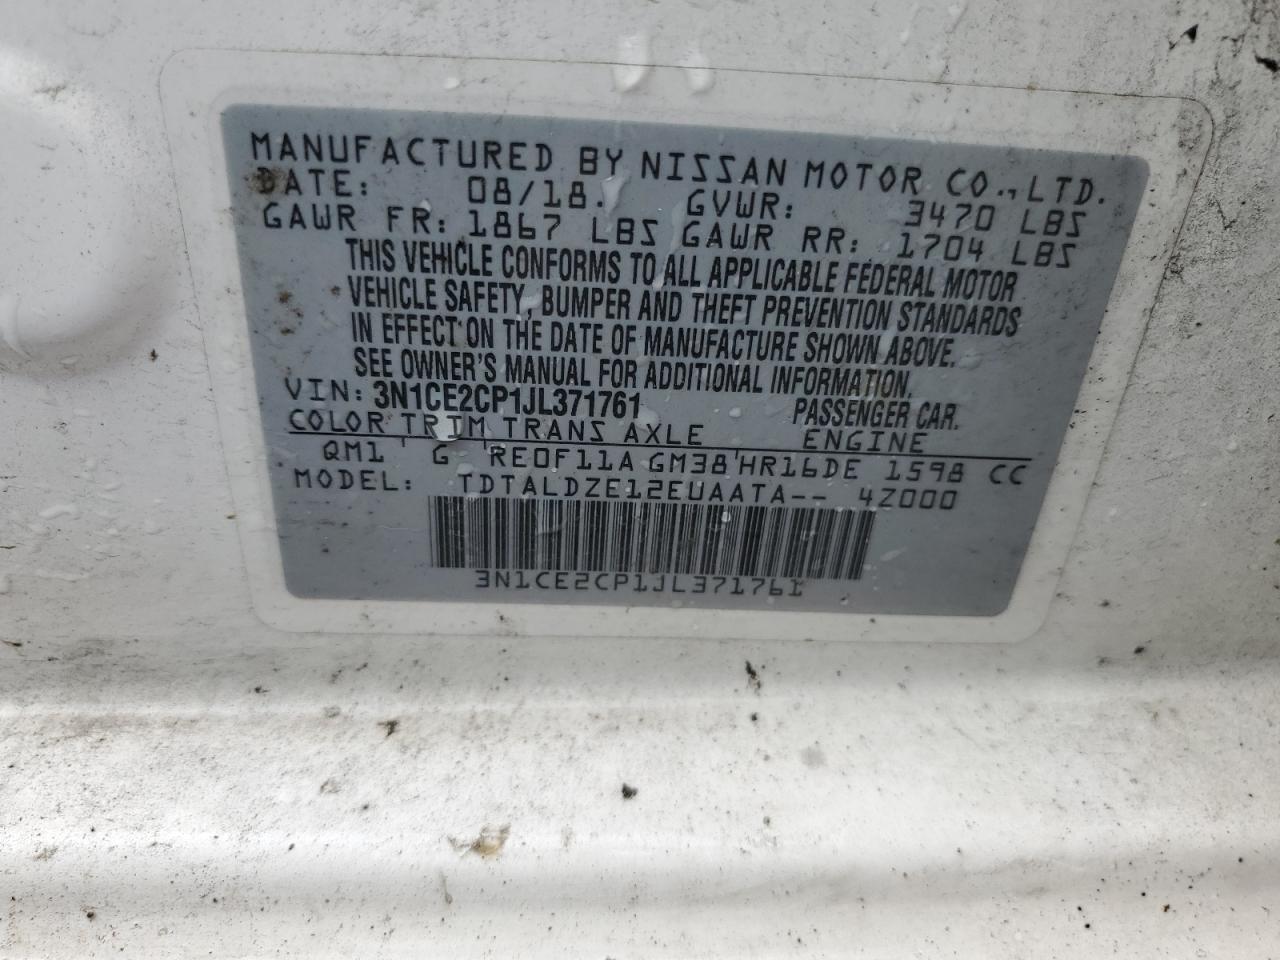 MANUFACTURED BY NISSAN MOTOR CO., LTD.
DATE: 08/18. GVWR: 3470 LBS
GAWR FR: 1867 LBS GAWR RR: 1704 LBS
THIS VEHICLE CONFORMS TO ALL APPLICABLE FEDERAL MOTOR
VEHICLE SAFETY, BUMPER AND THEFT PREVENTION STANDARDS
IN EFFECT ON THE DATE OF MANUFACTURE SHOWN ABOVE.
SEE OWNER'S MANUAL FOR ADDITIONAL INFORMATION.
VIN: 3N1CE2CP1JL371761 PASSENGER CAR.
COLOR TRIM TRANS AXLE ENGINE
QM1 ' G ' RE0F11A GM38 'HR16DE 1598 CC
MODEL: TDTALDZE12EUAATA-- 4Z000
3N1CE2CP1JL371761